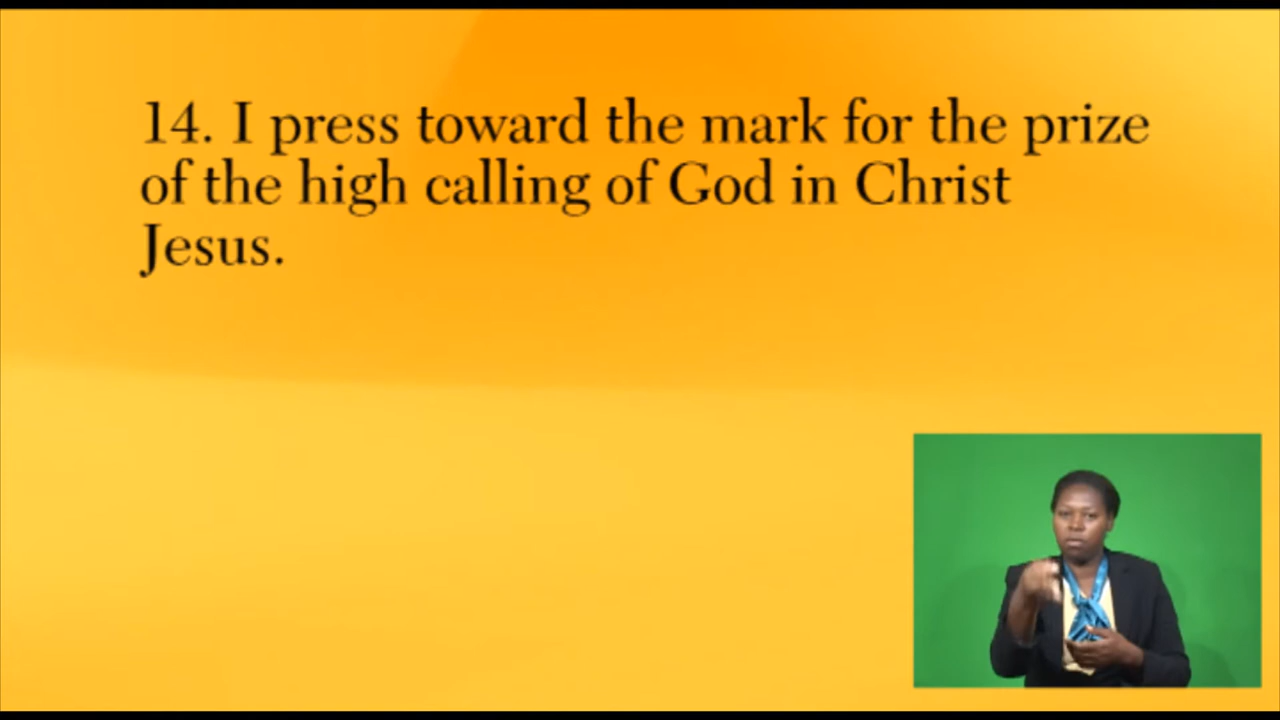 14. I press toward the mark for the prize
of the high calling of God in Christ
Jesus.